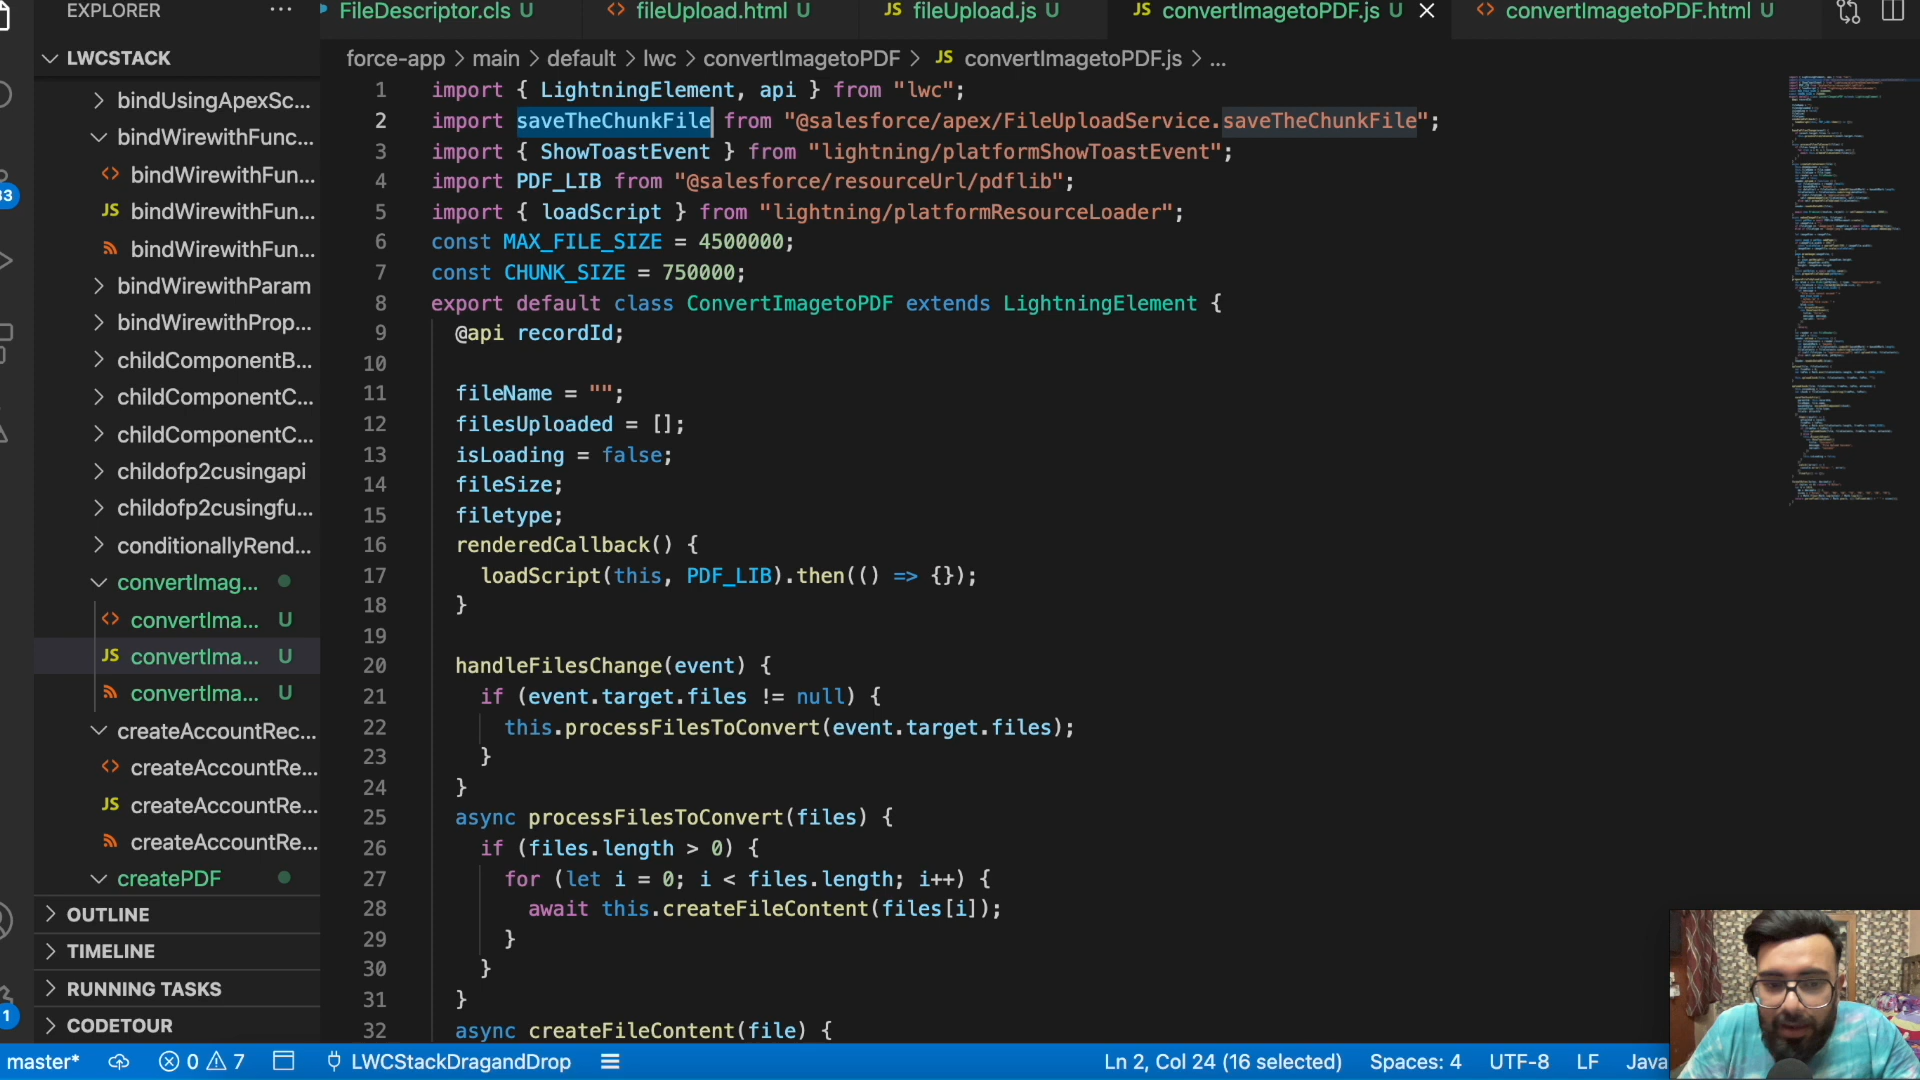 EXPLORER
...
FileDescriptor.cls U
<> fileUpload.html U
JS fileUpload.js U
JS convertImagetoPDF.js U
<> convertImagetoPDF.html U
LWCSTACK
force-app > main > default > lwc > convertImagetoPDF > JS convertImagetoPDF.js > ...
bindUsingApexSc...
bindWirewithFunc...
<> bindWirewithFun...
JS bindWirewithFun...
bindWirewithFun...
bindWirewithParam
bindWirewithProp...
childComponentB...
childComponentC...
childComponentC...
childofp2cusingapi
childofp2cusingfu...
conditionallyRend...
convertImag...
<> convertIma... U
JS convertIma... U
convertIma... U
createAccountRec...
<> createAccountRe...
JS createAccountRe...
createAccountRe...
createPDF
OUTLINE
TIMELINE
RUNNING TASKS
CODETOUR
33
1
1 import { LightningElement, api } from "lwc";
2 import saveTheChunkFile from "@salesforce/apex/FileUploadService.saveTheChunkFile";
3 import { ShowToastEvent } from "lightning/platformShowToastEvent";
4 import PDF_LIB from "@salesforce/resourceUrl/pdflib";
5 import { loadScript } from "lightning/platformResourceLoader";
6 const MAX_FILE_SIZE = 4500000;
7 const CHUNK_SIZE = 750000;
8 export default class ConvertImagetoPDF extends LightningElement {
9 @api recordId;
10
11 fileName = "";
12 filesUploaded = [];
13 isLoading = false;
14 fileSize;
15 filetype;
16 renderedCallback() {
17 loadScript(this, PDF_LIB).then(() => {});
18 }
19
20 handleFilesChange(event) {
21 if (event.target.files != null) {
22 this.processFilesToConvert(event.target.files);
23 }
24 }
25 async processFilesToConvert(files) {
26 if (files.length > 0) {
27 for (let i = 0; i < files.length; i++) {
28 await this.createFileContent(files[i]);
29 }
30 }
31 }
32 async createFileContent(file) {
master* 0 7 LWCStackDragandDrop Ln 2, Col 24 (16 selected) Spaces: 4 UTF-8 LF Java